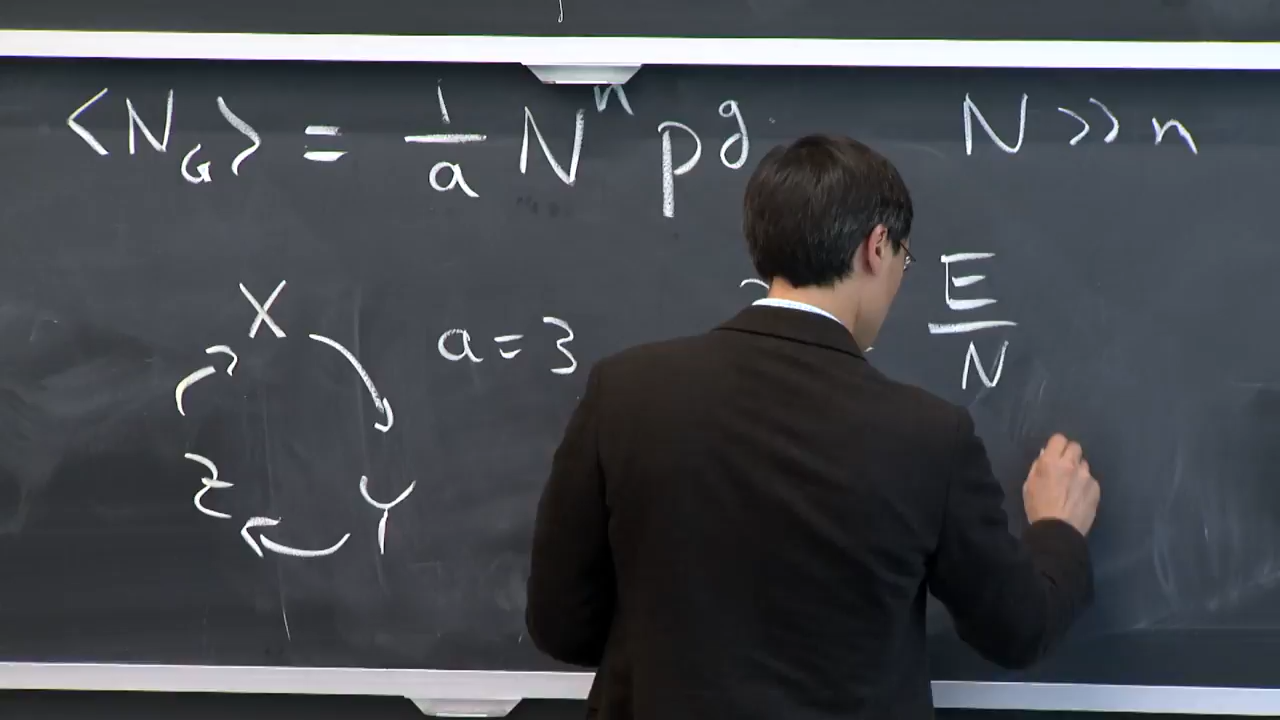 ⟨N_G⟩ = 1/a N^n p^g N >> n
X → Y → Z → X
a = 3
E/N